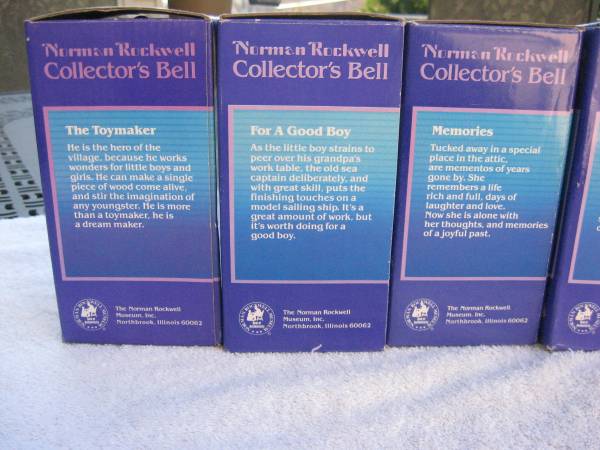 Norman Rockwell
Collector's Bell
The Toymaker
He is the hero of the
village, because he works
wonders for little boys and
girls. He can make a single
piece of wood come alive,
and stir the imagination of
any youngster. He is more
than a toymaker, he is
a dream maker.
The Norman Rockwell
Museum, Inc.
Northbrook, Illinois 60062
Norman Rockwell
Collector's Bell
For A Good Boy
As the little boy strains to
peer over his grandpa's
work table, the old sea
captain deliberately, and
with great skill, puts the
finishing touches on a
model sailing ship. It's a
great amount of work, but
it's worth doing for a
good boy.
The Norman Rockwell
Museum, Inc.
Northbrook, Illinois 60062
Norman Rockwell
Collector's Bell
Memories
Tucked away in a special
place in the attic,
are mementos of years
gone by. She
remembers a life
rich and full, days of
laughter and love.
Now she is alone with
her thoughts, and memories
of a joyful past.
The Norman Rockwell
Museum, Inc.
Northbrook, Illinois 60062